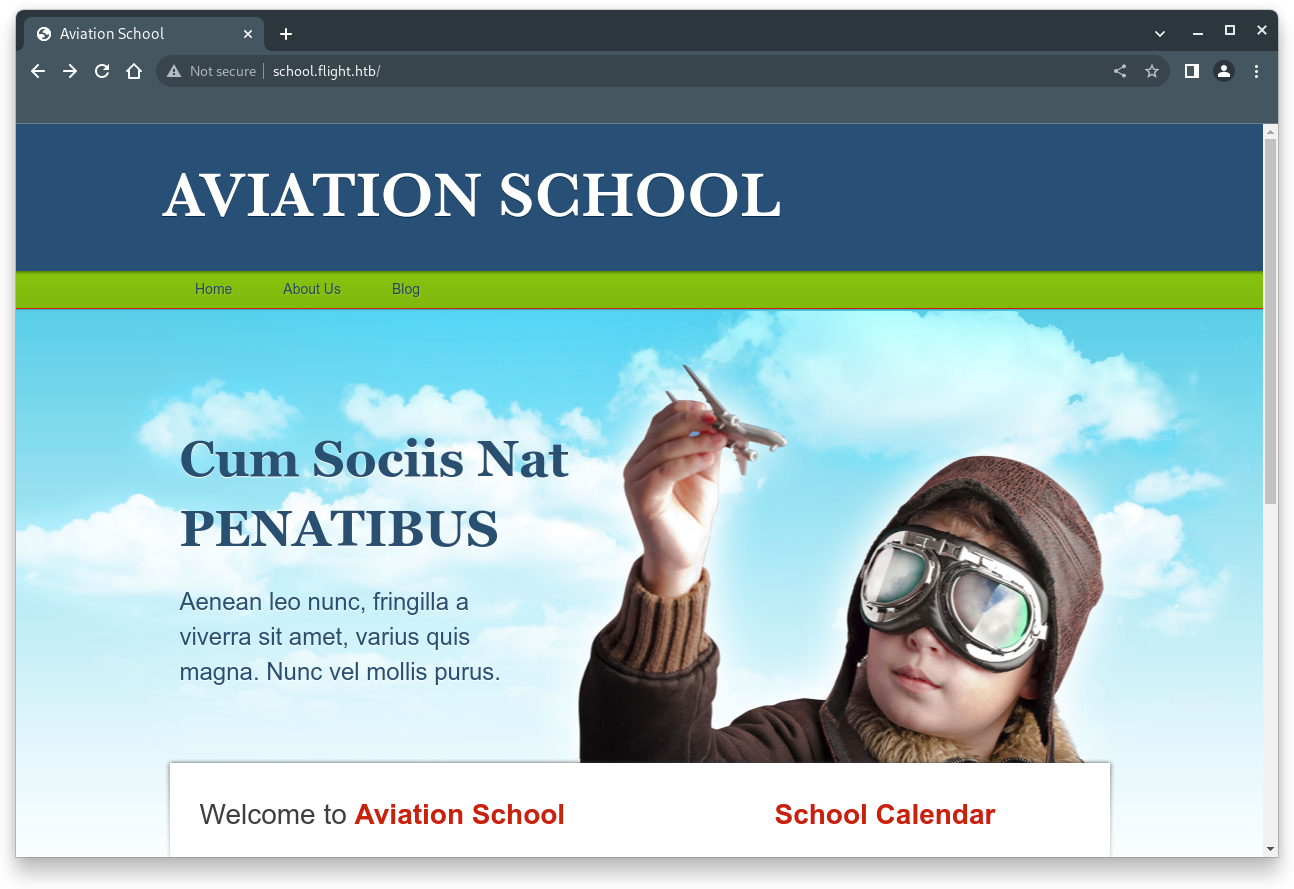 Aviation School
Not secure school.flight.htb/
AVIATION SCHOOL
Home About Us Blog
Cum Sociis Nat
PENATIBUS
Aenean leo nunc, fringilla a
viverra sit amet, varius quis
magna. Nunc vel mollis purus.
Welcome to Aviation School
School Calendar